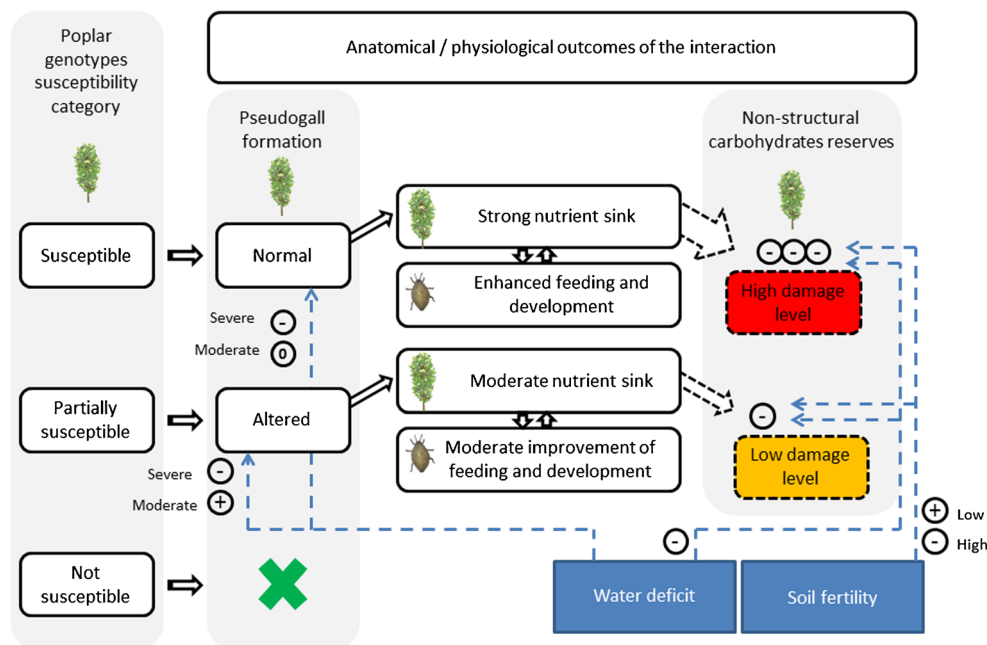 Poplar
genotypes
susceptibility
category
Anatomical / physiological outcomes of the interaction
Pseudogall
formation
Non-structural
carbohydrates reserves
Susceptible
Normal
Strong nutrient sink
Enhanced feeding and
development
- - -
High damage
level
Severe -
Moderate 0
Partially
susceptible
Altered
Moderate nutrient sink
Moderate improvement of
feeding and development
-
Low damage
level
Severe -
Moderate +
Not
susceptible
-
+ Low
- High
Water deficit
Soil fertility